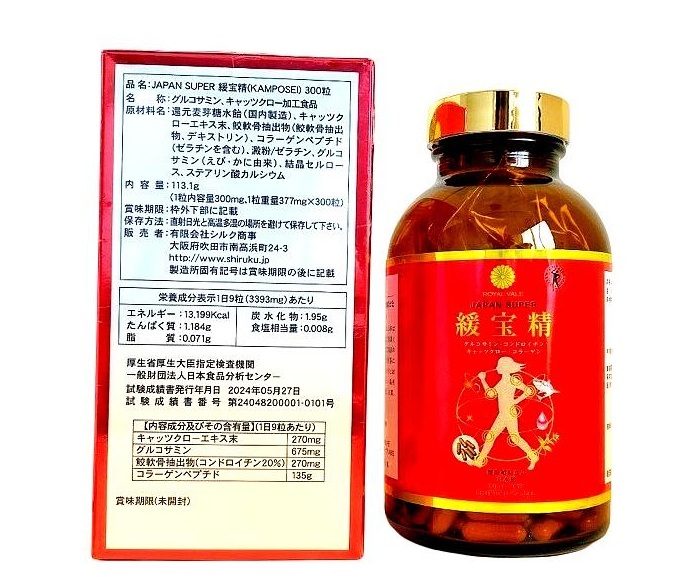 品 名:JAPAN SUPER 緩宝精(KAMPOSEI) 300粒
名 称:グルコサミン、キャッツクロー加工食品
原材料名:還元麦芽糖水飴(国内製造)、キャッツク
ローエキス末、鮫軟骨抽出物(鮫軟骨抽出
物、デキストリン)、コラーゲンペプチド
(ゼラチンを含む)、澱粉/ゼラチン、グルコ
サミン(えび・かに由来)、結晶セルロー
ス、ステアリン酸カルシウム
内 容 量:113.1g
(1粒内容量300mg、1粒重量377mg×300粒)
賞味期限:枠外下部に記載
保存方法:直射日光と高温多湿の場所を避けて保存して下さい。
販 売 者:有限会社シルク商事
大阪府吹田市南高浜町24-3
http://www.shiruku.jp
製造所固有記号は賞味期限の後に記載
栄養成分表示1日9粒(3393mg)あたり
エネルギー:13.199Kcal
たんぱく質:1.184g
脂 質:0.071g
炭水化物:1.95g
食塩相当量:0.008g
厚生省厚生大臣指定検査機関
一般財団法人日本食品分析センター
試験成績書発行年月日 2024年05月27日
試験成績書番号 第24048200001-0101号
【内容成分及びその含有量】(1日9粒あたり)
キャッツクローエキス末 270mg
グルコサミン 675mg
鮫軟骨抽出物(コンドロイチン20%) 270mg
コラーゲンペプチド 135g
賞味期限(未開封)
ROYAL VALE
JAPAN SUPER
緩宝精
グルコサミン・コンドロイチン
キャッツクロー・コラーゲン